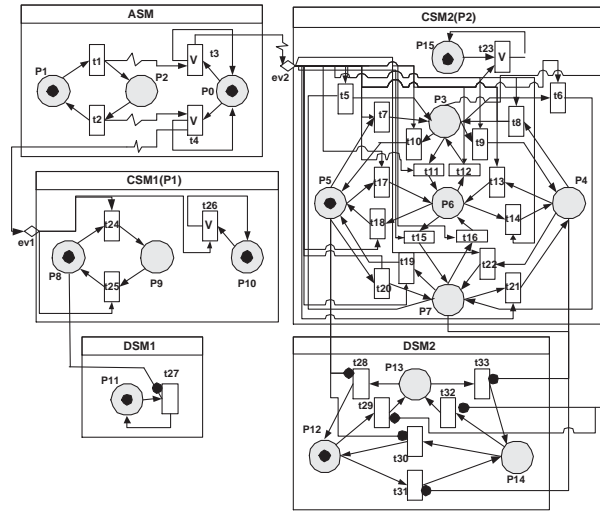 ASM
CSM2(P2)
P15
t23
V
t3
V
t1
P1
P2
P0
ev2
t2
V
t4
t5
t6
P3
t7
t8
t10
t9
t11
t12
CSM1(P1)
t26
t17
t13
P5
P4
P6
V
t24
t18
t14
ev1
t15
t16
P8
P9
P10
t25
t19
t22
t20
t21
P7
DSM1
DSM2
t27
P11
t28
P13
t33
t29
t32
P12
t30
P14
t31